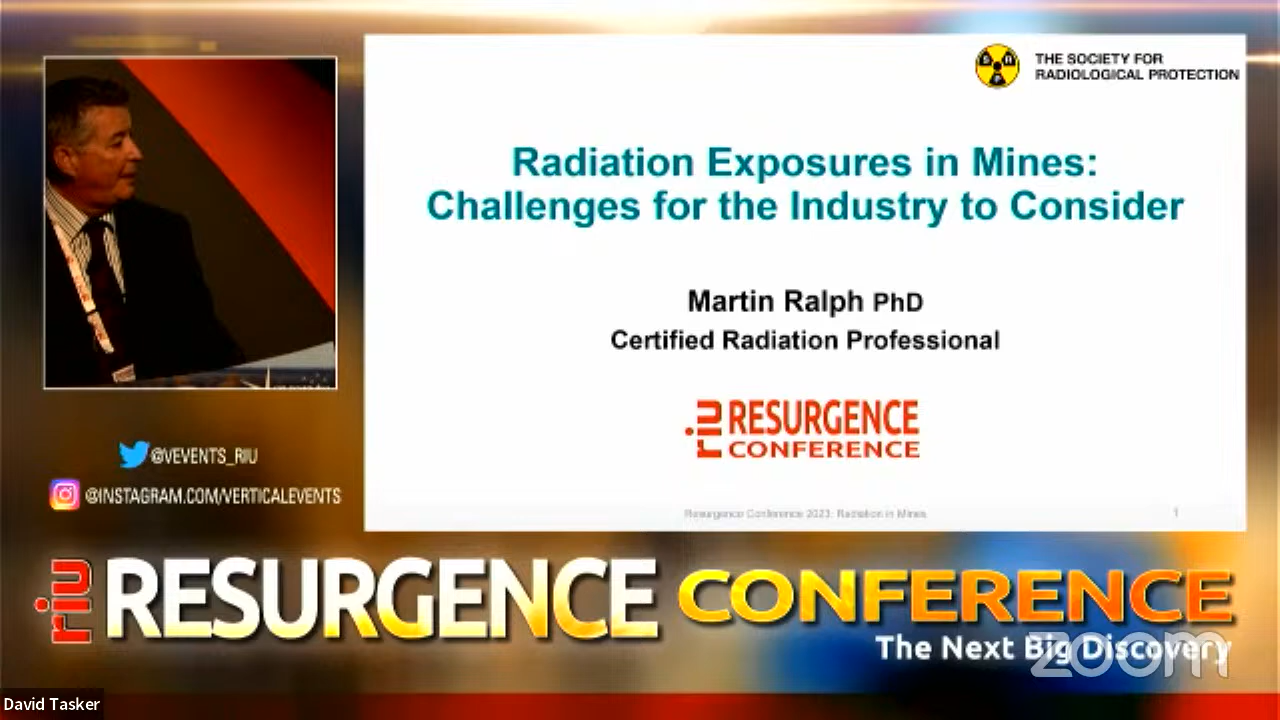 THE SOCIETY FOR
RADIOLOGICAL PROTECTION
Radiation Exposures in Mines:
Challenges for the Industry to Consider
Martin Ralph PhD
Certified Radiation Professional
riu RESURGENCE
CONFERENCE
Resurgence Conference 2023: Radiation in Mines
1
@VEVENTS_RIU
@INSTAGRAM.COM/VERTICALEVENTS
riu RESURGENCE CONFERENCE
The Next Big Discovery
zoom
David Tasker